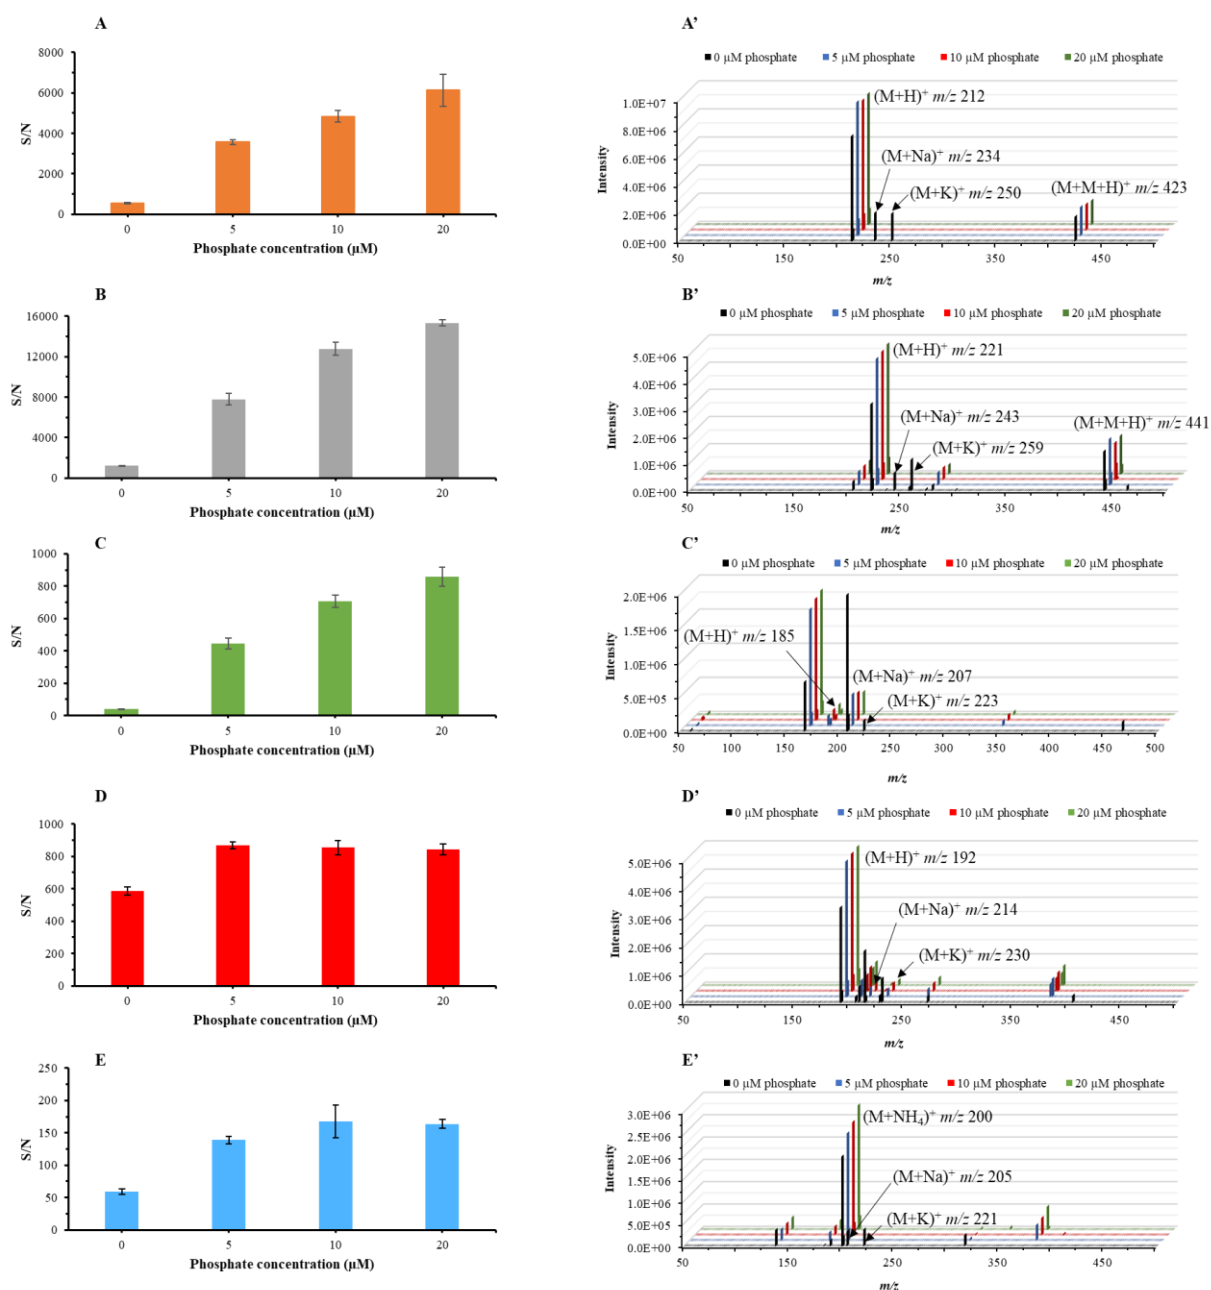 A
8000
6000
4000
2000
0
S/N
0 5 10 20
Phosphate concentration (µM)
A’
■ 0 µM phosphate ■ 5 µM phosphate ■ 10 µM phosphate ■ 20 µM phosphate
1.0E+07
8.0E+06
6.0E+06
4.0E+06
2.0E+06
0.0E+00
Intensity
(M+H)⁺ m/z 212
(M+Na)⁺ m/z 234
(M+K)⁺ m/z 250
(M+M+H)⁺ m/z 423
50 150 250 350 450
m/z
B
16000
12000
8000
4000
0
S/N
0 5 10 20
Phosphate concentration (µM)
B’
■ 0 µM phosphate ■ 5 µM phosphate ■ 10 µM phosphate ■ 20 µM phosphate
5.0E+06
4.0E+06
3.0E+06
2.0E+06
1.0E+06
0.0E+00
Intensity
(M+H)⁺ m/z 221
(M+Na)⁺ m/z 243
(M+K)⁺ m/z 259
(M+M+H)⁺ m/z 441
50 150 250 350 450
m/z
C
1000
800
600
400
200
0
S/N
0 5 10 20
Phosphate concentration (µM)
C’
■ 0 µM phosphate ■ 5 µM phosphate ■ 10 µM phosphate ■ 20 µM phosphate
2.0E+06
1.5E+06
1.0E+06
5.0E+05
0.0E+00
Intensity
(M+H)⁺ m/z 185
(M+Na)⁺ m/z 207
(M+K)⁺ m/z 223
50 100 150 200 250 300 350 400 450 500
m/z
D
1000
800
600
400
200
0
S/N
0 5 10 20
Phosphate concentration (µM)
D’
■ 0 µM phosphate ■ 5 µM phosphate ■ 10 µM phosphate ■ 20 µM phosphate
5.0E+06
4.0E+06
3.0E+06
2.0E+06
1.0E+06
0.0E+00
Intensity
(M+H)⁺ m/z 192
(M+Na)⁺ m/z 214
(M+K)⁺ m/z 230
50 150 250 350 450
m/z
E
250
200
150
100
50
0
S/N
0 5 10 20
Phosphate concentration (µM)
E’
■ 0 µM phosphate ■ 5 µM phosphate ■ 10 µM phosphate ■ 20 µM phosphate
3.0E+06
2.5E+06
2.0E+06
1.5E+06
1.0E+06
5.0E+05
0.0E+00
Intensity
(M+NH₄)⁺ m/z 200
(M+Na)⁺ m/z 205
(M+K)⁺ m/z 221
50 150 250 350 450
m/z